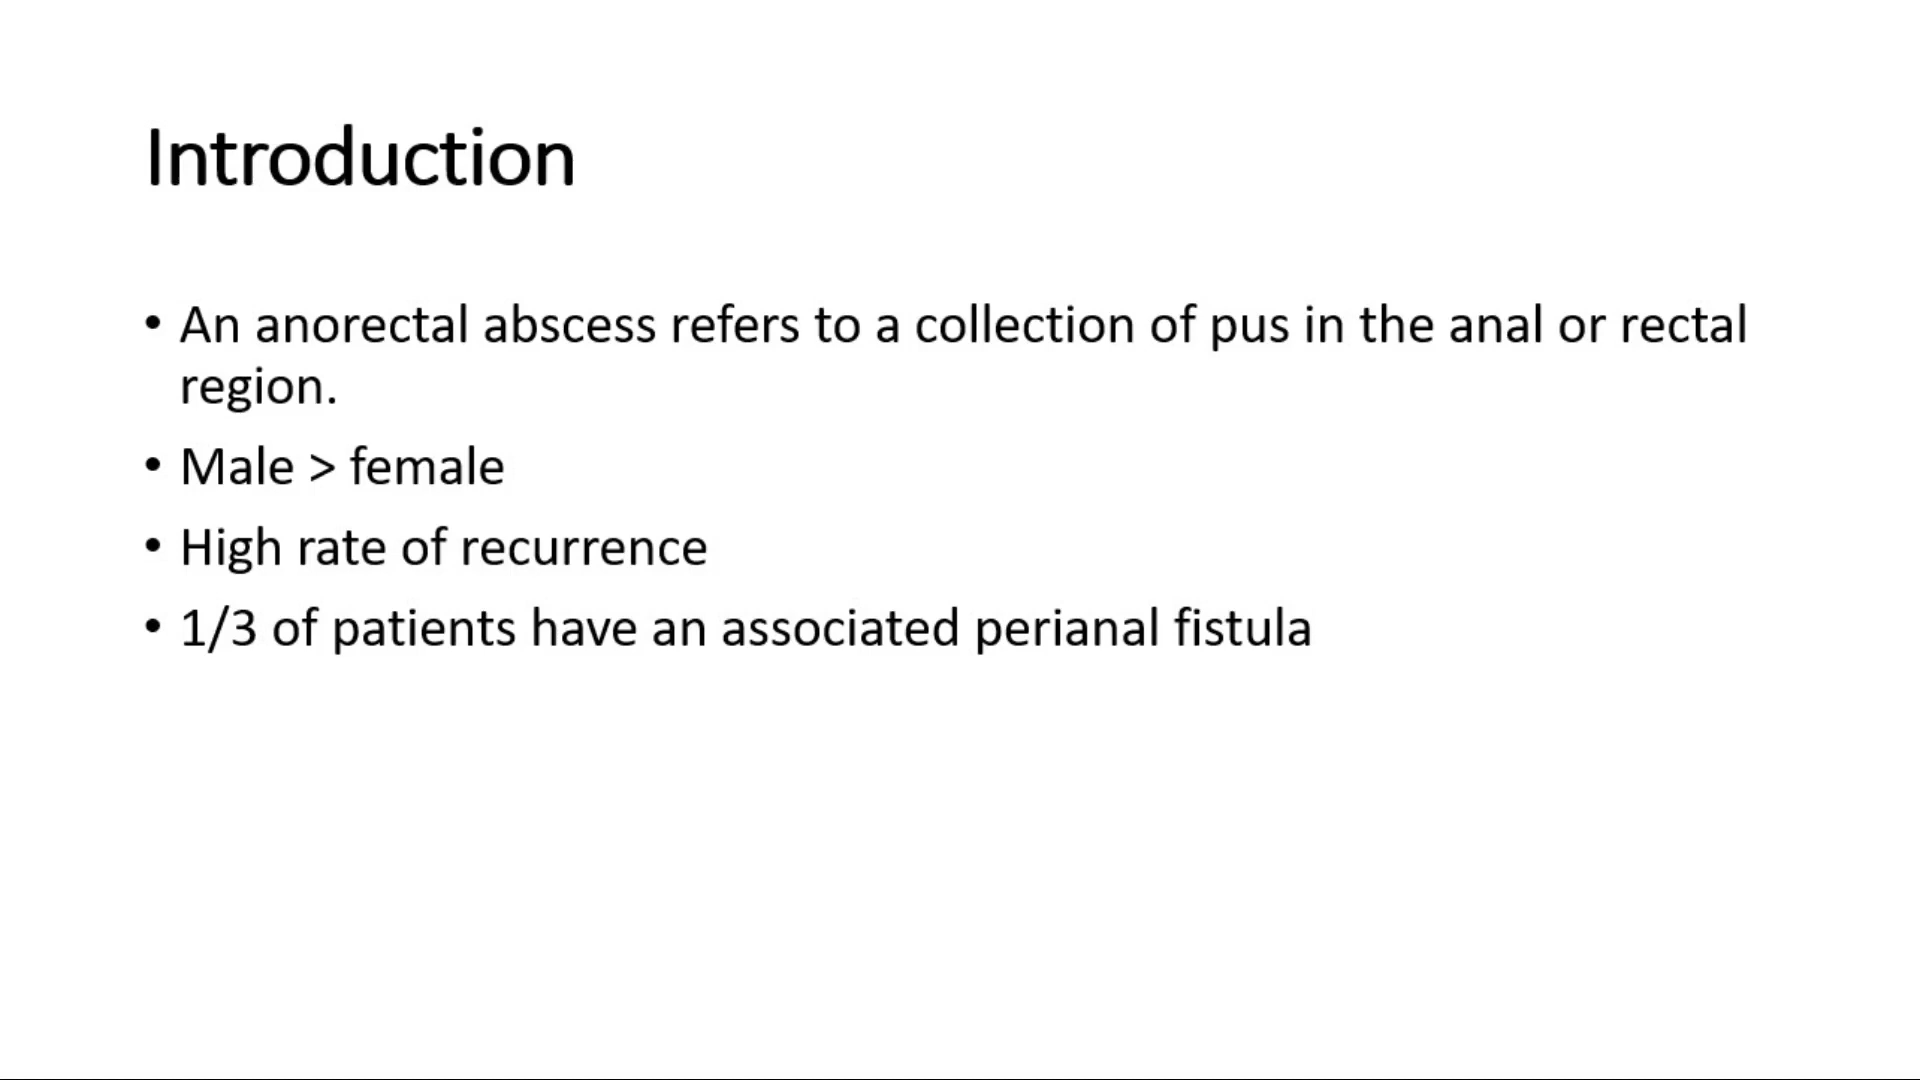 Introduction
• An anorectal abscess refers to a collection of pus in the anal or rectal
region.
• Male > female
• High rate of recurrence
• 1/3 of patients have an associated perianal fistula